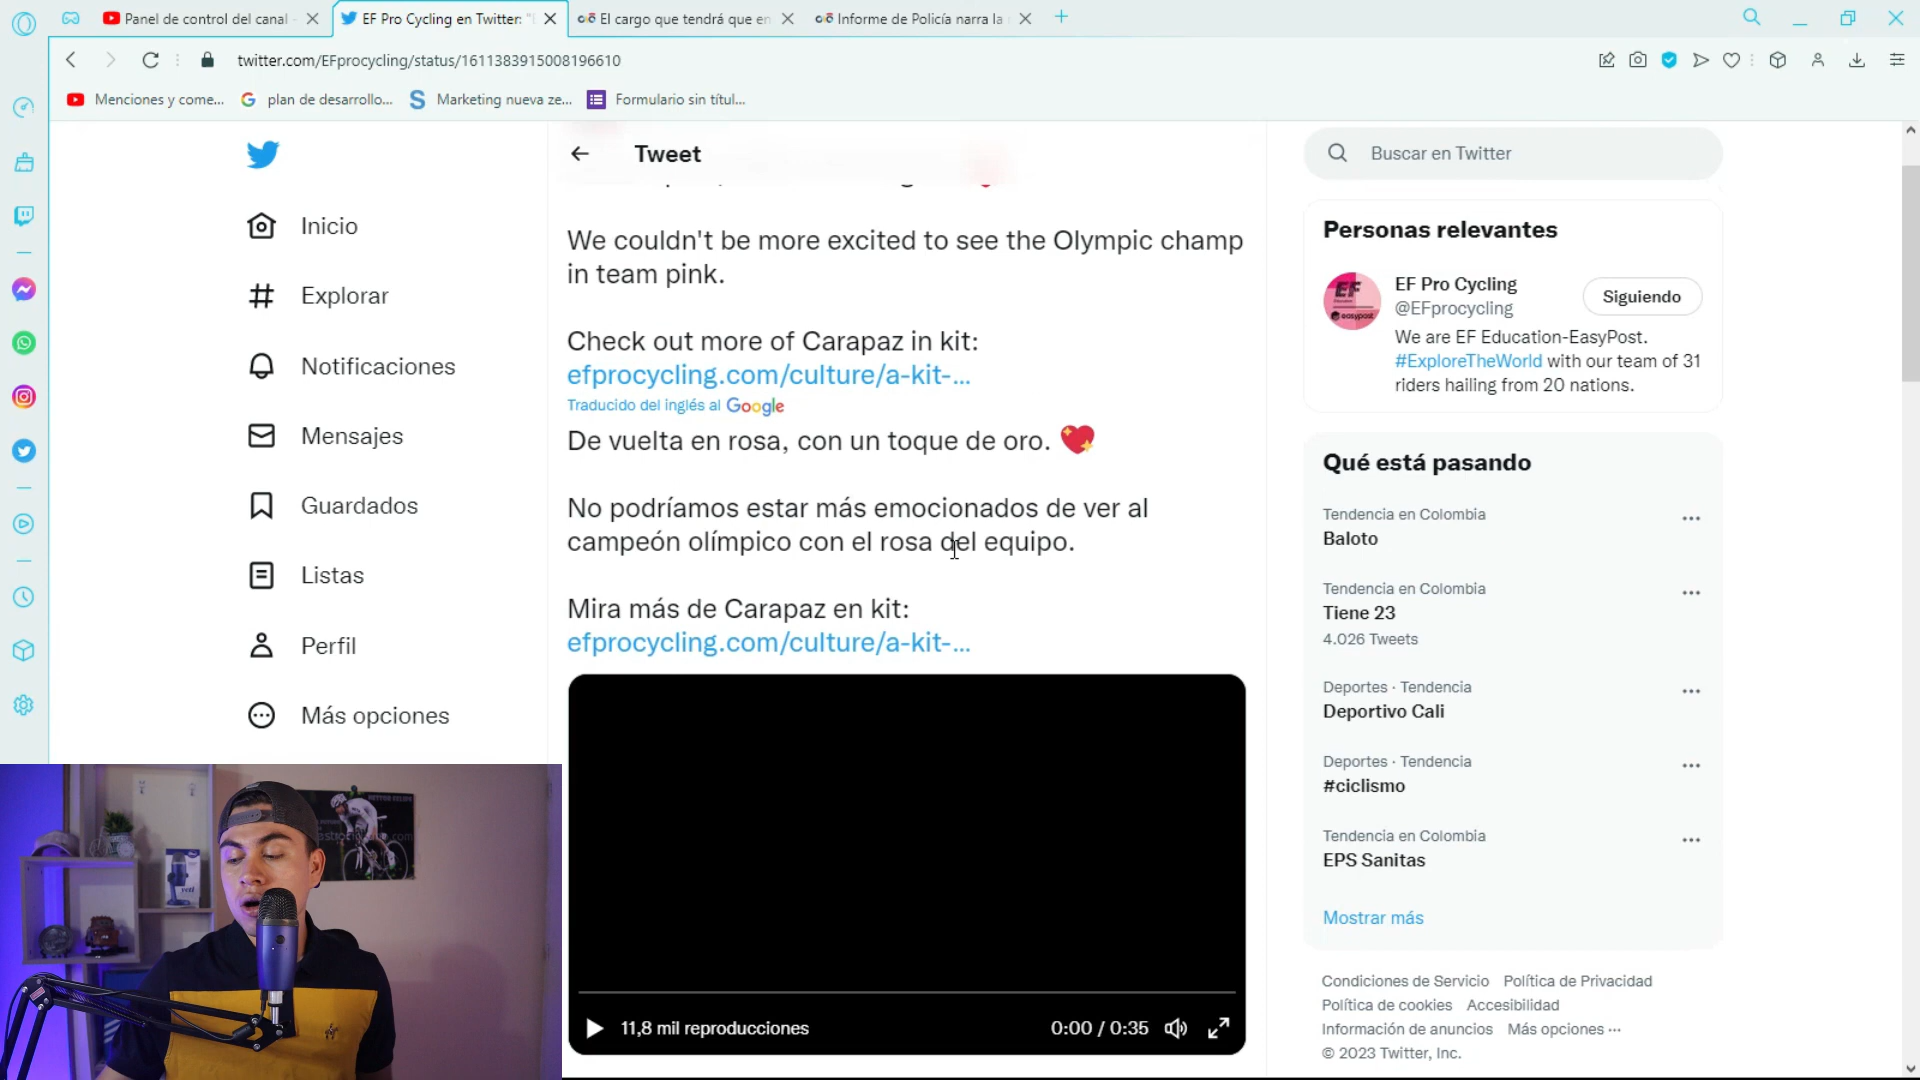 Panel de control del canal
EF Pro Cycling en Twitter: "
El cargo que tendrá que en
Informe de Policía narra la
twitter.com/EFprocycling/status/1611383915008196610
Menciones y come...
plan de desarrollo...
Marketing nueva ze...
Formulario sin títul...
Inicio
Explorar
Notificaciones
Mensajes
Guardados
Listas
Perfil
Más opciones
Tweet
We couldn't be more excited to see the Olympic champ
in team pink.
Check out more of Carapaz in kit:
efprocycling.com/culture/a-kit-...
Traducido del inglés al Google
De vuelta en rosa, con un toque de oro.
No podríamos estar más emocionados de ver al
campeón olímpico con el rosa del equipo.
Mira más de Carapaz en kit:
efprocycling.com/culture/a-kit-...
11,8 mil reproducciones
0:00 / 0:35
Buscar en Twitter
Personas relevantes
EF
easypost
EF Pro Cycling
@EFprocycling
Siguiendo
We are EF Education-EasyPost.
#ExploreTheWorld with our team of 31
riders hailing from 20 nations.
Qué está pasando
Tendencia en Colombia
Baloto
Tendencia en Colombia
Tiene 23
4.026 Tweets
Deportes · Tendencia
Deportivo Cali
Deportes · Tendencia
#ciclismo
Tendencia en Colombia
EPS Sanitas
Mostrar más
Condiciones de Servicio Política de Privacidad
Política de cookies Accesibilidad
Información de anuncios Más opciones ···
© 2023 Twitter, Inc.